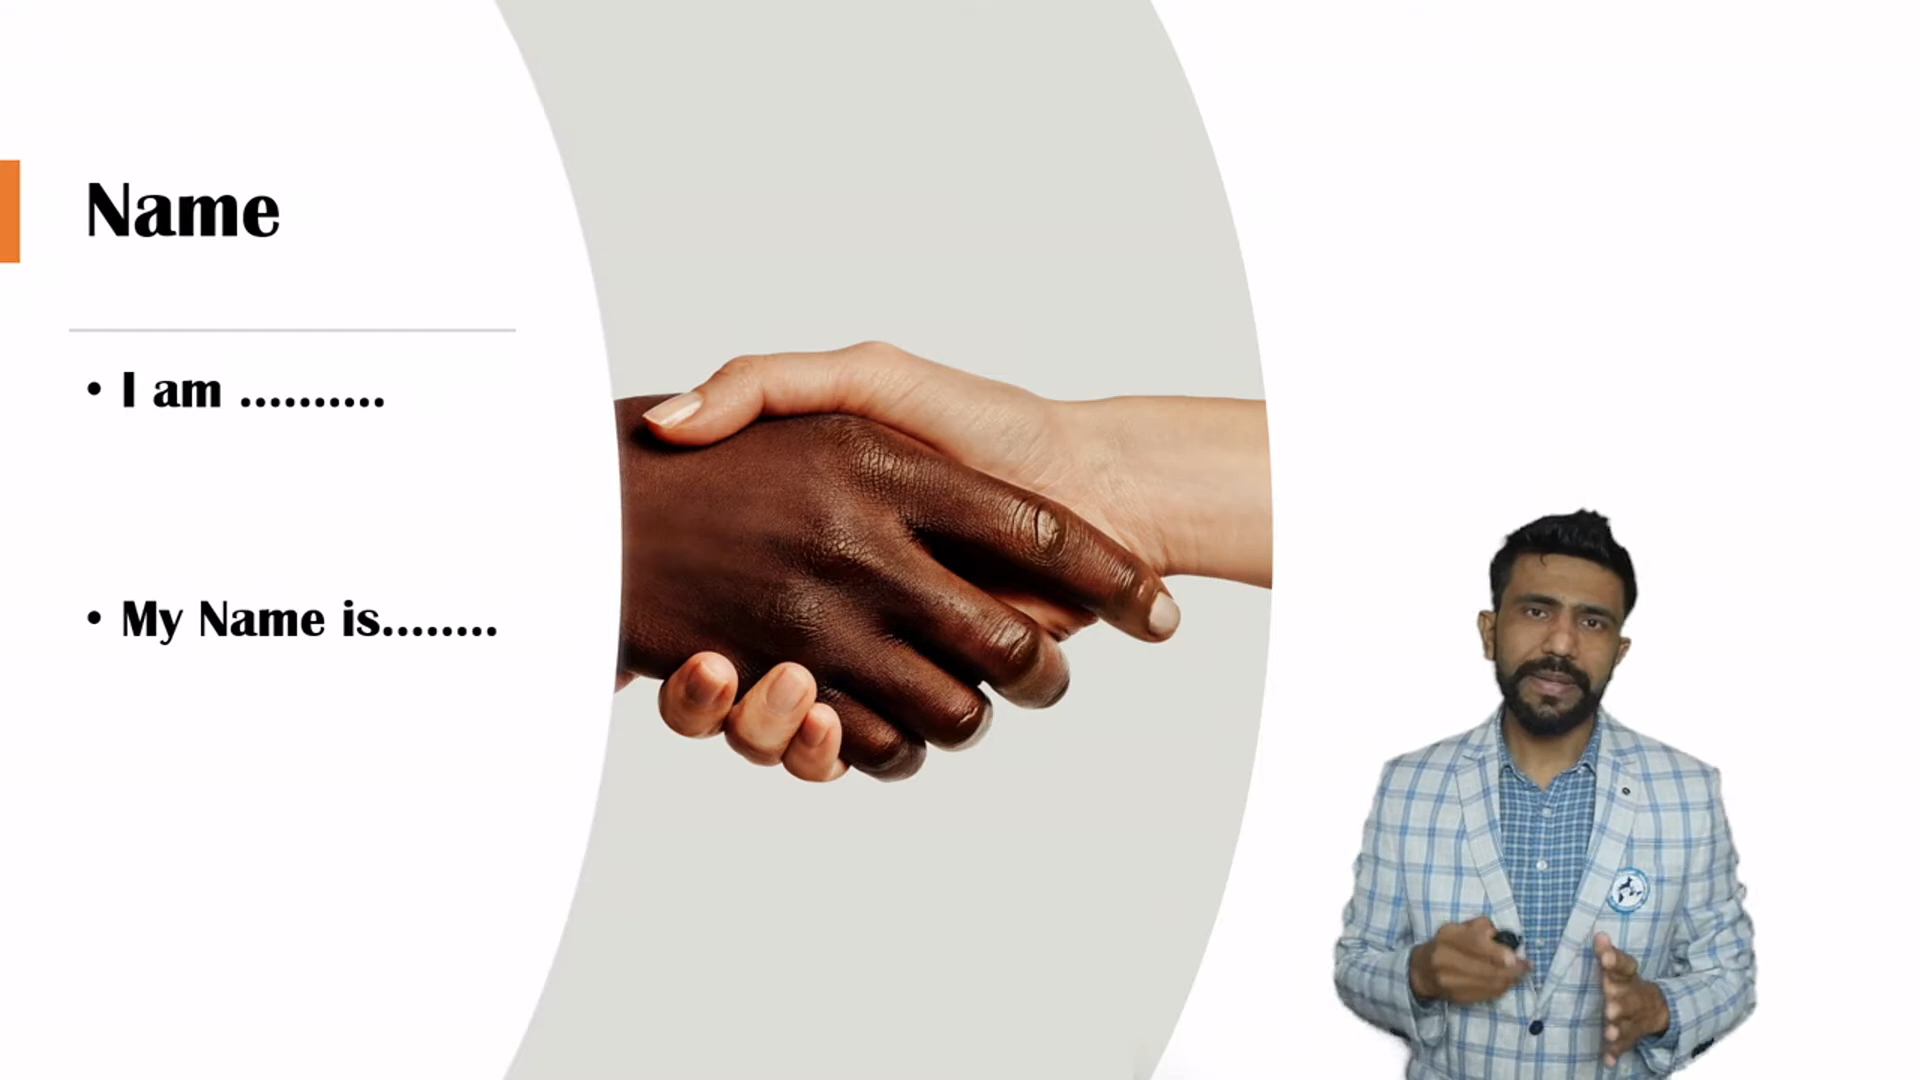 Name
• I am ..........
• My Name is........